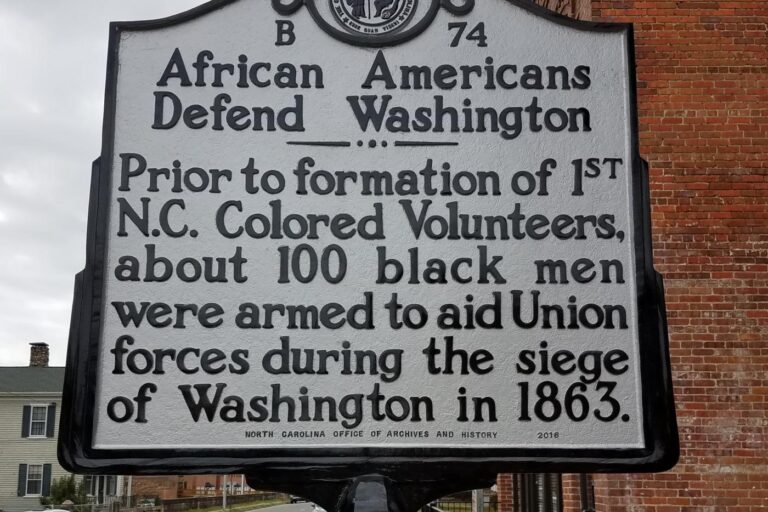 B 74
African Americans
Defend Washington
Prior to formation of 1ST
N.C. Colored Volunteers,
about 100 black men
were armed to aid Union
forces during the siege
of Washington in 1863.
NORTH CAROLINA OFFICE OF ARCHIVES AND HISTORY 2016